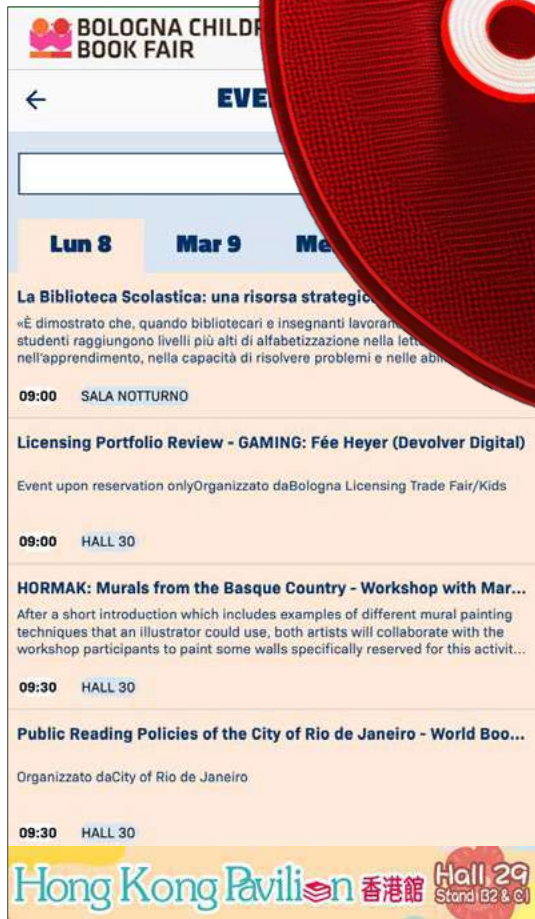 BOLOGNA CHILD
BOOK FAIR
EVE
Lun 8 Mar 9 Me
La Biblioteca Scolastica: una risorsa strategic
«È dimostrato che, quando bibliotecari e insegnanti
studenti raggiungono livelli più alti di alfabetizzazione nella
nell'apprendimento, nella capacità di risolvere problemi e nelle
09:00 SALA NOTTURNO
Licensing Portfolio Review - GAMING: Fée Heyer (Devolver Digital)
Event upon reservation onlyOrganizzato daBologna Licensing Trade Fair/Kids
09:00 HALL 30
HORMAK: Murals from the Basque Country - Workshop with Mar...
After a short introduction which includes examples of different mural painting
techniques that an illustrator could use, both artists will collaborate with the
workshop participants to paint some walls specifically reserved for this activit...
09:30 HALL 30
Public Reading Policies of the City of Rio de Janeiro - World Boo...
Organizzato daCity of Rio de Janeiro
09:30 HALL 30
Hong Kong Pavilion 香港館 Hall 29
Stand B2 & C1